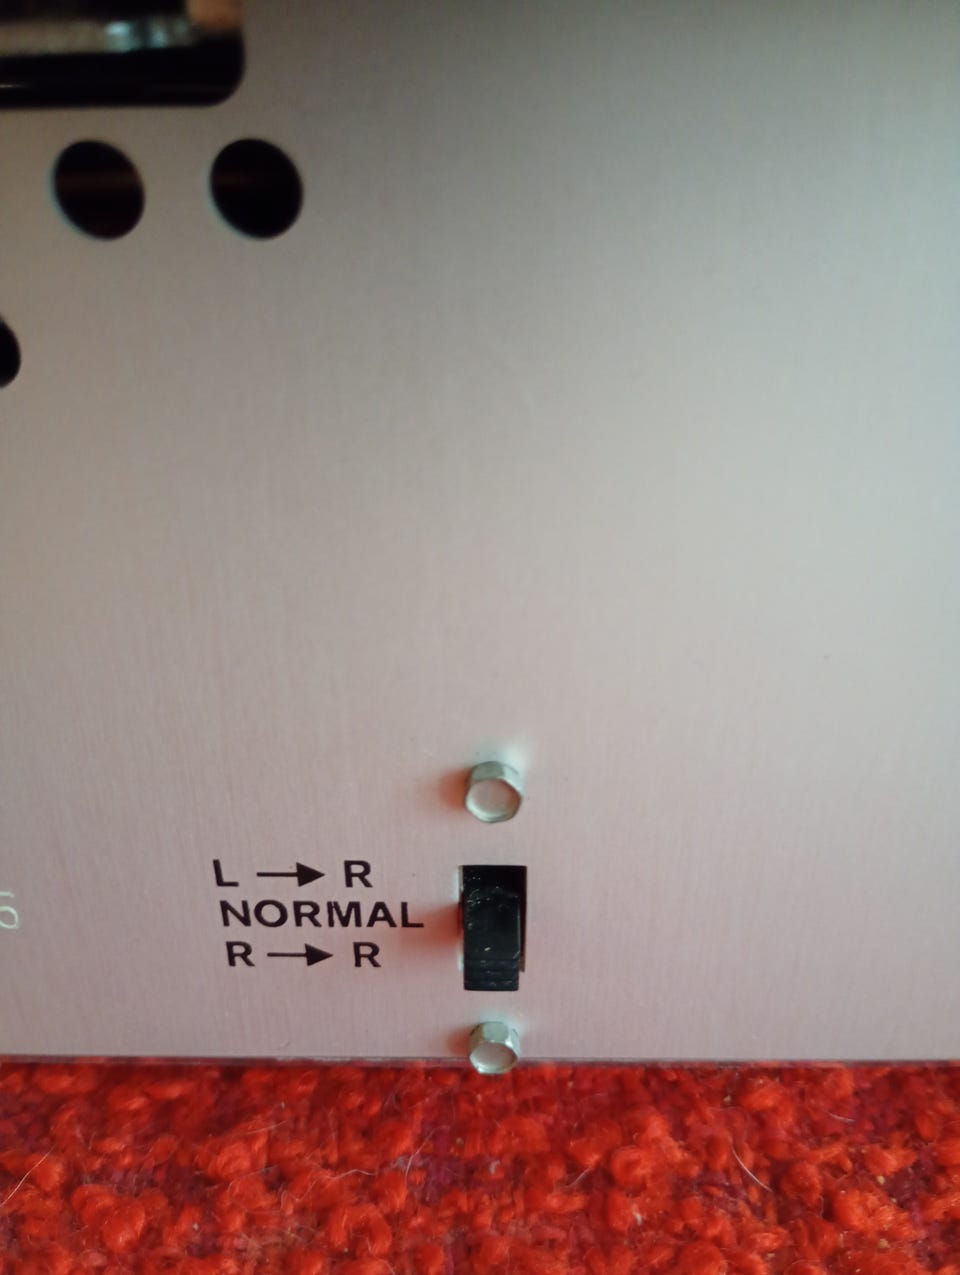 L → R
NORMAL
R → R